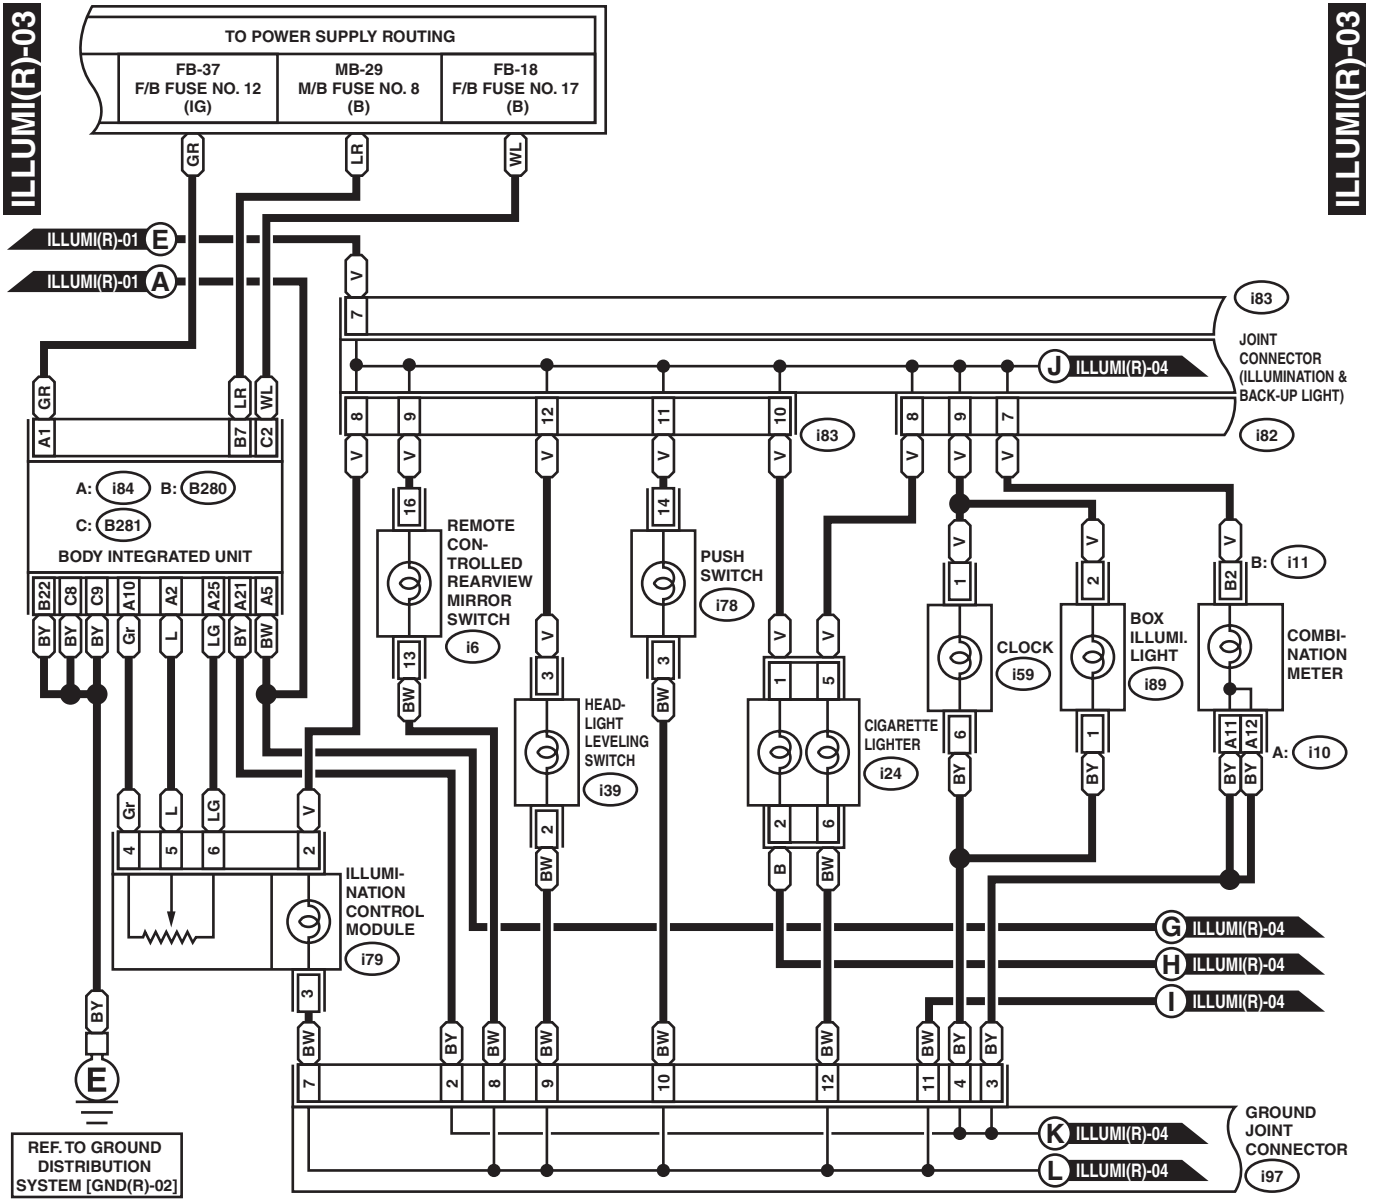 ILLUMI(R)-03
ILLUMI(R)-03
TO POWER SUPPLY ROUTING
FB-37
F/B FUSE NO. 12
(IG)
MB-29
M/B FUSE NO. 8
(B)
FB-18
F/B FUSE NO. 17
(B)
GR
LR
WL
ILLUMI(R)-01 E
ILLUMI(R)-01 A
V
7
i83
JOINT
CONNECTOR
(ILLUMINATION &
BACK-UP LIGHT)
J ILLUMI(R)-04
GR
LR
WL
8
9
12
11
10
i83
8
9
7
i82
A1
B7
C2
V
V
V
V
V
V
V
V
A: i84 B: B280
C: B281
BODY INTEGRATED UNIT
B22
C8
C9
A10
A2
A25
A21
A5
BY
BY
BY
Gr
L
LG
BY
BW
16
REMOTE
CON-
TROLLED
REARVIEW
MIRROR
SWITCH
i6
13
BW
V
3
HEAD-
LIGHT
LEVELING
SWITCH
i39
2
BW
14
PUSH
SWITCH
i78
3
BW
V
V
1
5
CIGARETTE
LIGHTER
i24
2
6
B
BW
V
1
CLOCK
i59
6
BY
V
2
BOX
ILLUMI.
LIGHT
i89
1
BY
V
B: i11
B2
COMBI-
NATION
METER
A11
A12
A: i10
BY
BY
Gr
L
LG
V
4
5
6
2
ILLUMI-
NATION
CONTROL
MODULE
i79
3
G ILLUMI(R)-04
H ILLUMI(R)-04
I ILLUMI(R)-04
BY
E
REF. TO GROUND
DISTRIBUTION
SYSTEM [GND(R)-02]
BW
BY
BW
BW
BW
BW
BW
BY
BY
7
2
8
9
10
12
11
4
3
K ILLUMI(R)-04
L ILLUMI(R)-04
GROUND
JOINT
CONNECTOR
i97